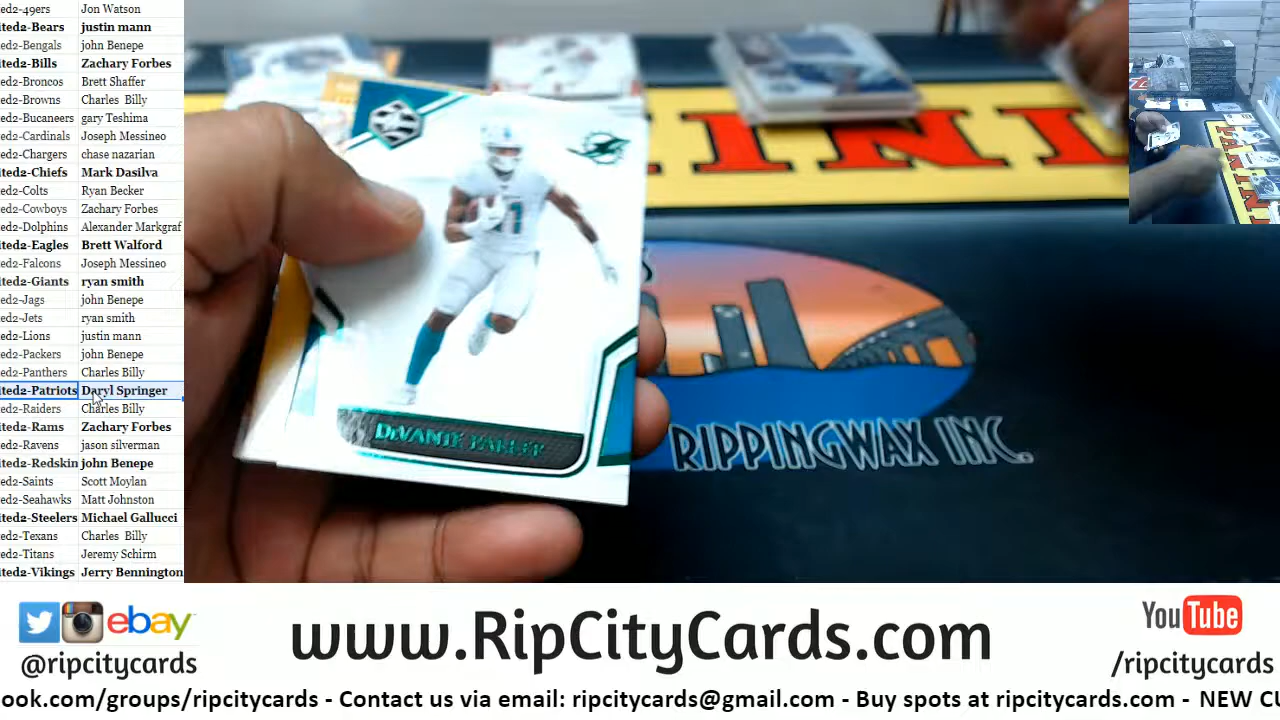 ed2-49ers Jon Watson
ited2-Bears justin mann
ed2-Bengals john Benepe
ited2-Bills Zachary Forbes
ed2-Broncos Brett Shaffer
ed2-Browns Charles Billy
ed2-Bucaneers gary Teshima
ed2-Cardinals Joseph Messineo
ed2-Chargers chase nazarian
ited2-Chiefs Mark Dasilva
ed2-Colts Ryan Becker
ed2-Cowboys Zachary Forbes
ed2-Dolphins Alexander Markgraf
ited2-Eagles Brett Walford
ed2-Falcons Joseph Messineo
ited2-Giants ryan smith
ed2-Jags john Benepe
ed2-Jets ryan smith
ed2-Lions justin mann
ed2-Packers john Benepe
ed2-Panthers Charles Billy
ited2-Patriots Daryl Springer
ed2-Raiders Charles Billy
ited2-Rams Zachary Forbes
ed2-Ravens jason silverman
ited2-Redskin john Benepe
ed2-Saints Scott Moylan
ed2-Seahawks Matt Johnston
ited2-Steelers Michael Gallucci
ed2-Texans Charles Billy
ed2-Titans Jeremy Schirm
ited2-Vikings Jerry Bennington
ININI
11
DEVANTE PARKER
RIPPINGWAX INC.
ebay
@ripcitycards
www.RipCityCards.com
YouTube
/ripcitycards
ook.com/groups/ripcitycards - Contact us via email: ripcitycards@gmail.com - Buy spots at ripcitycards.com - NEW CU